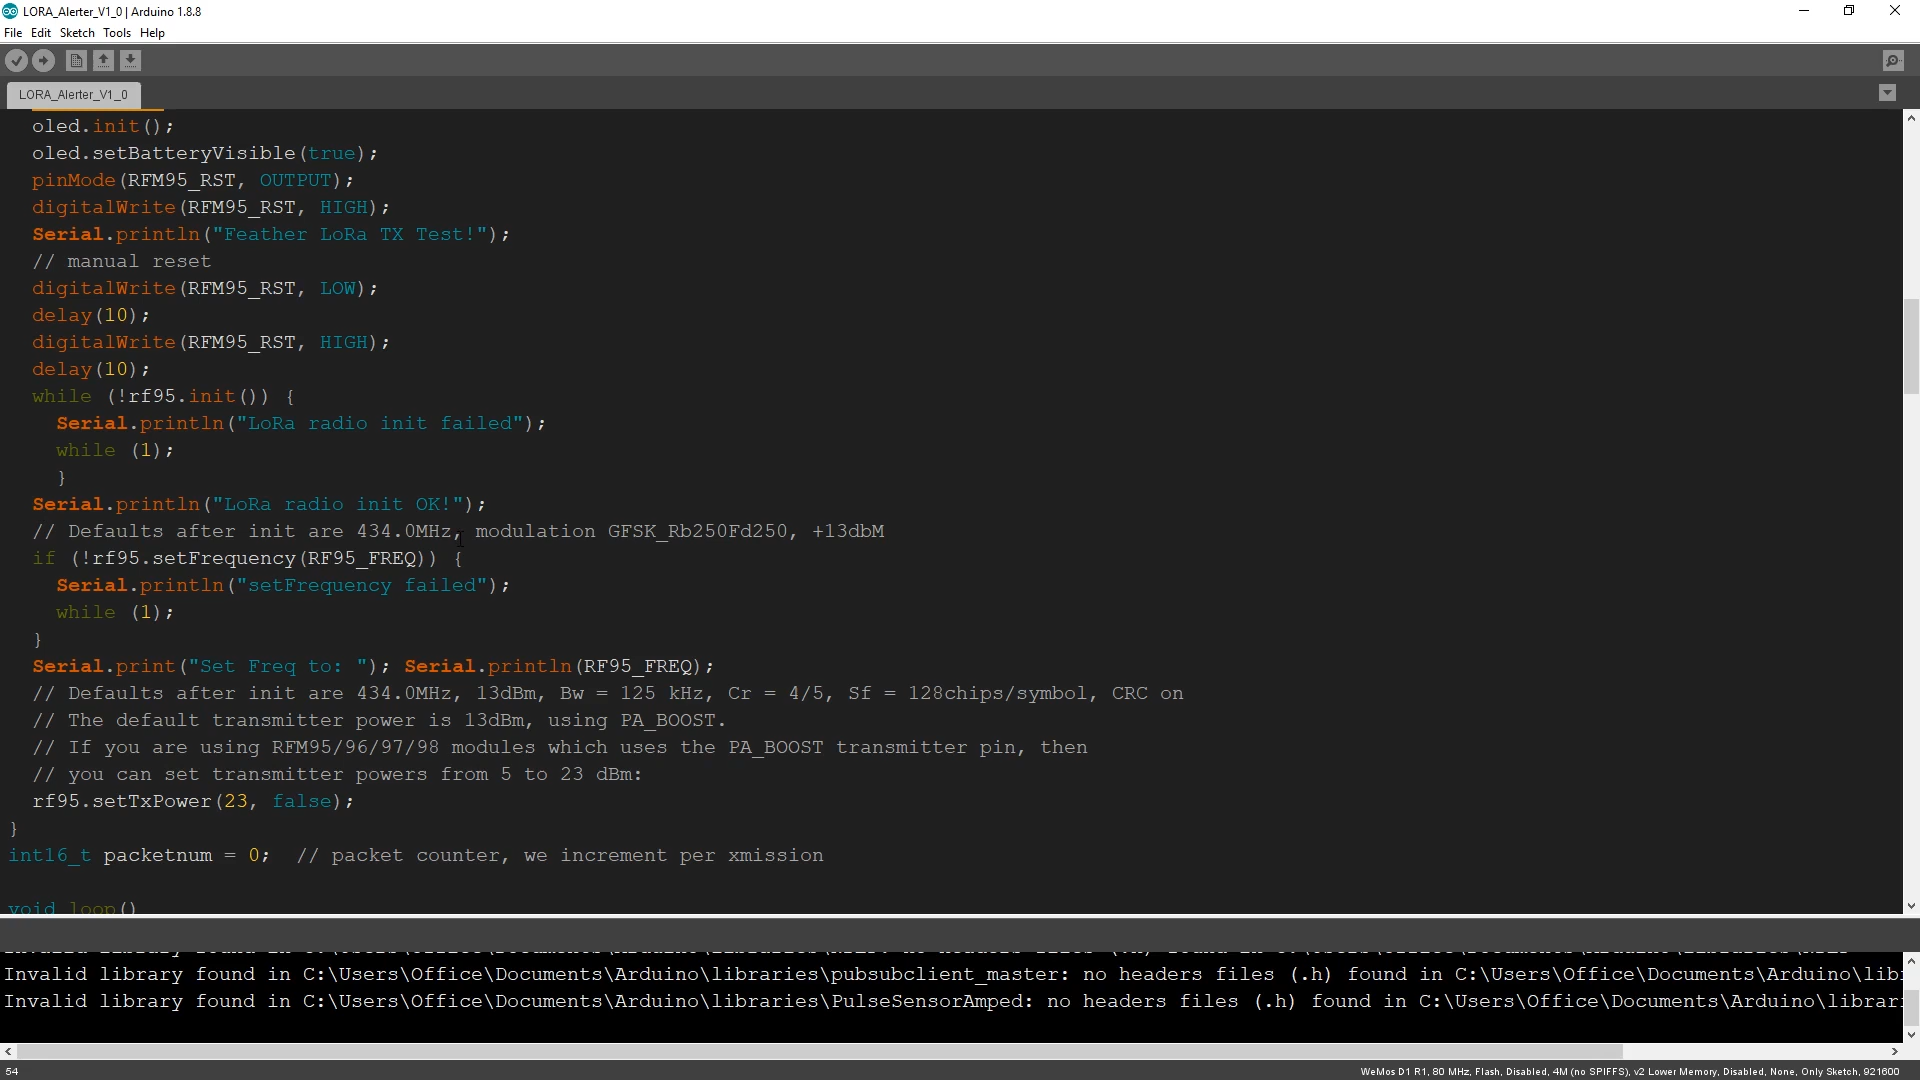 LORA_Alerter_V1_0 | Arduino 1.8.8
File Edit Sketch Tools Help
LORA_Alerter_V1_0
oled.init();
oled.setBatteryVisible(true);
pinMode(RFM95_RST, OUTPUT);
digitalWrite(RFM95_RST, HIGH);
Serial.println("Feather LoRa TX Test!");
// manual reset
digitalWrite(RFM95_RST, LOW);
delay(10);
digitalWrite(RFM95_RST, HIGH);
delay(10);
while (!rf95.init()) {
Serial.println("LoRa radio init failed");
while (1);
}
Serial.println("LoRa radio init OK!");
// Defaults after init are 434.0MHz, modulation GFSK_Rb250Fd250, +13dbM
if (!rf95.setFrequency(RF95_FREQ)) {
Serial.println("setFrequency failed");
while (1);
}
Serial.print("Set Freq to: "); Serial.println(RF95_FREQ);
// Defaults after init are 434.0MHz, 13dBm, Bw = 125 kHz, Cr = 4/5, Sf = 128chips/symbol, CRC on
// The default transmitter power is 13dBm, using PA_BOOST.
// If you are using RFM95/96/97/98 modules which uses the PA_BOOST transmitter pin, then
// you can set transmitter powers from 5 to 23 dBm:
rf95.setTxPower(23, false);
}
int16_t packetnum = 0;  // packet counter, we increment per xmission
void loop()
Invalid library found in C:\Users\Office\Documents\Arduino\libraries\pubsubclient_master: no headers files (.h) found in C:\Users\Office\Documents\Arduino\lib
Invalid library found in C:\Users\Office\Documents\Arduino\libraries\PulseSensorAmped: no headers files (.h) found in C:\Users\Office\Documents\Arduino\librar
54
WeMos D1 R1, 80 MHz, Flash, Disabled, 4M (no SPIFFS), v2 Lower Memory, Disabled, None, Only Sketch, 921600